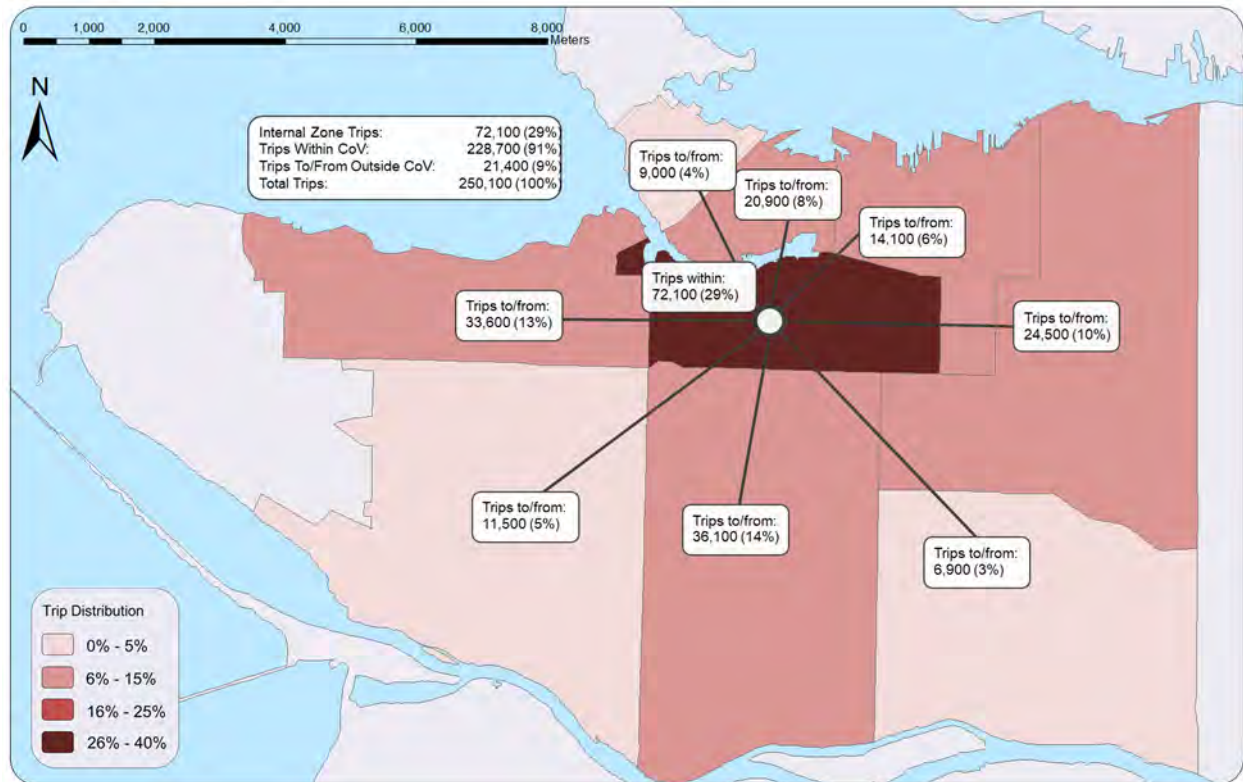 0 1,000 2,000 4,000 6,000 8,000
Meters
N
Internal Zone Trips: 72,100 (29%)
Trips Within CoV: 228,700 (91%)
Trips To/From Outside CoV: 21,400 (9%)
Total Trips: 250,100 (100%)
Trips to/from:
9,000 (4%)
Trips to/from:
20,900 (8%)
Trips to/from:
14,100 (6%)
Trips within:
72,100 (29%)
Trips to/from:
33,600 (13%)
Trips to/from:
24,500 (10%)
Trips to/from:
11,500 (5%)
Trips to/from:
36,100 (14%)
Trips to/from:
6,900 (3%)
Trip Distribution
0% - 5%
6% - 15%
16% - 25%
26% - 40%